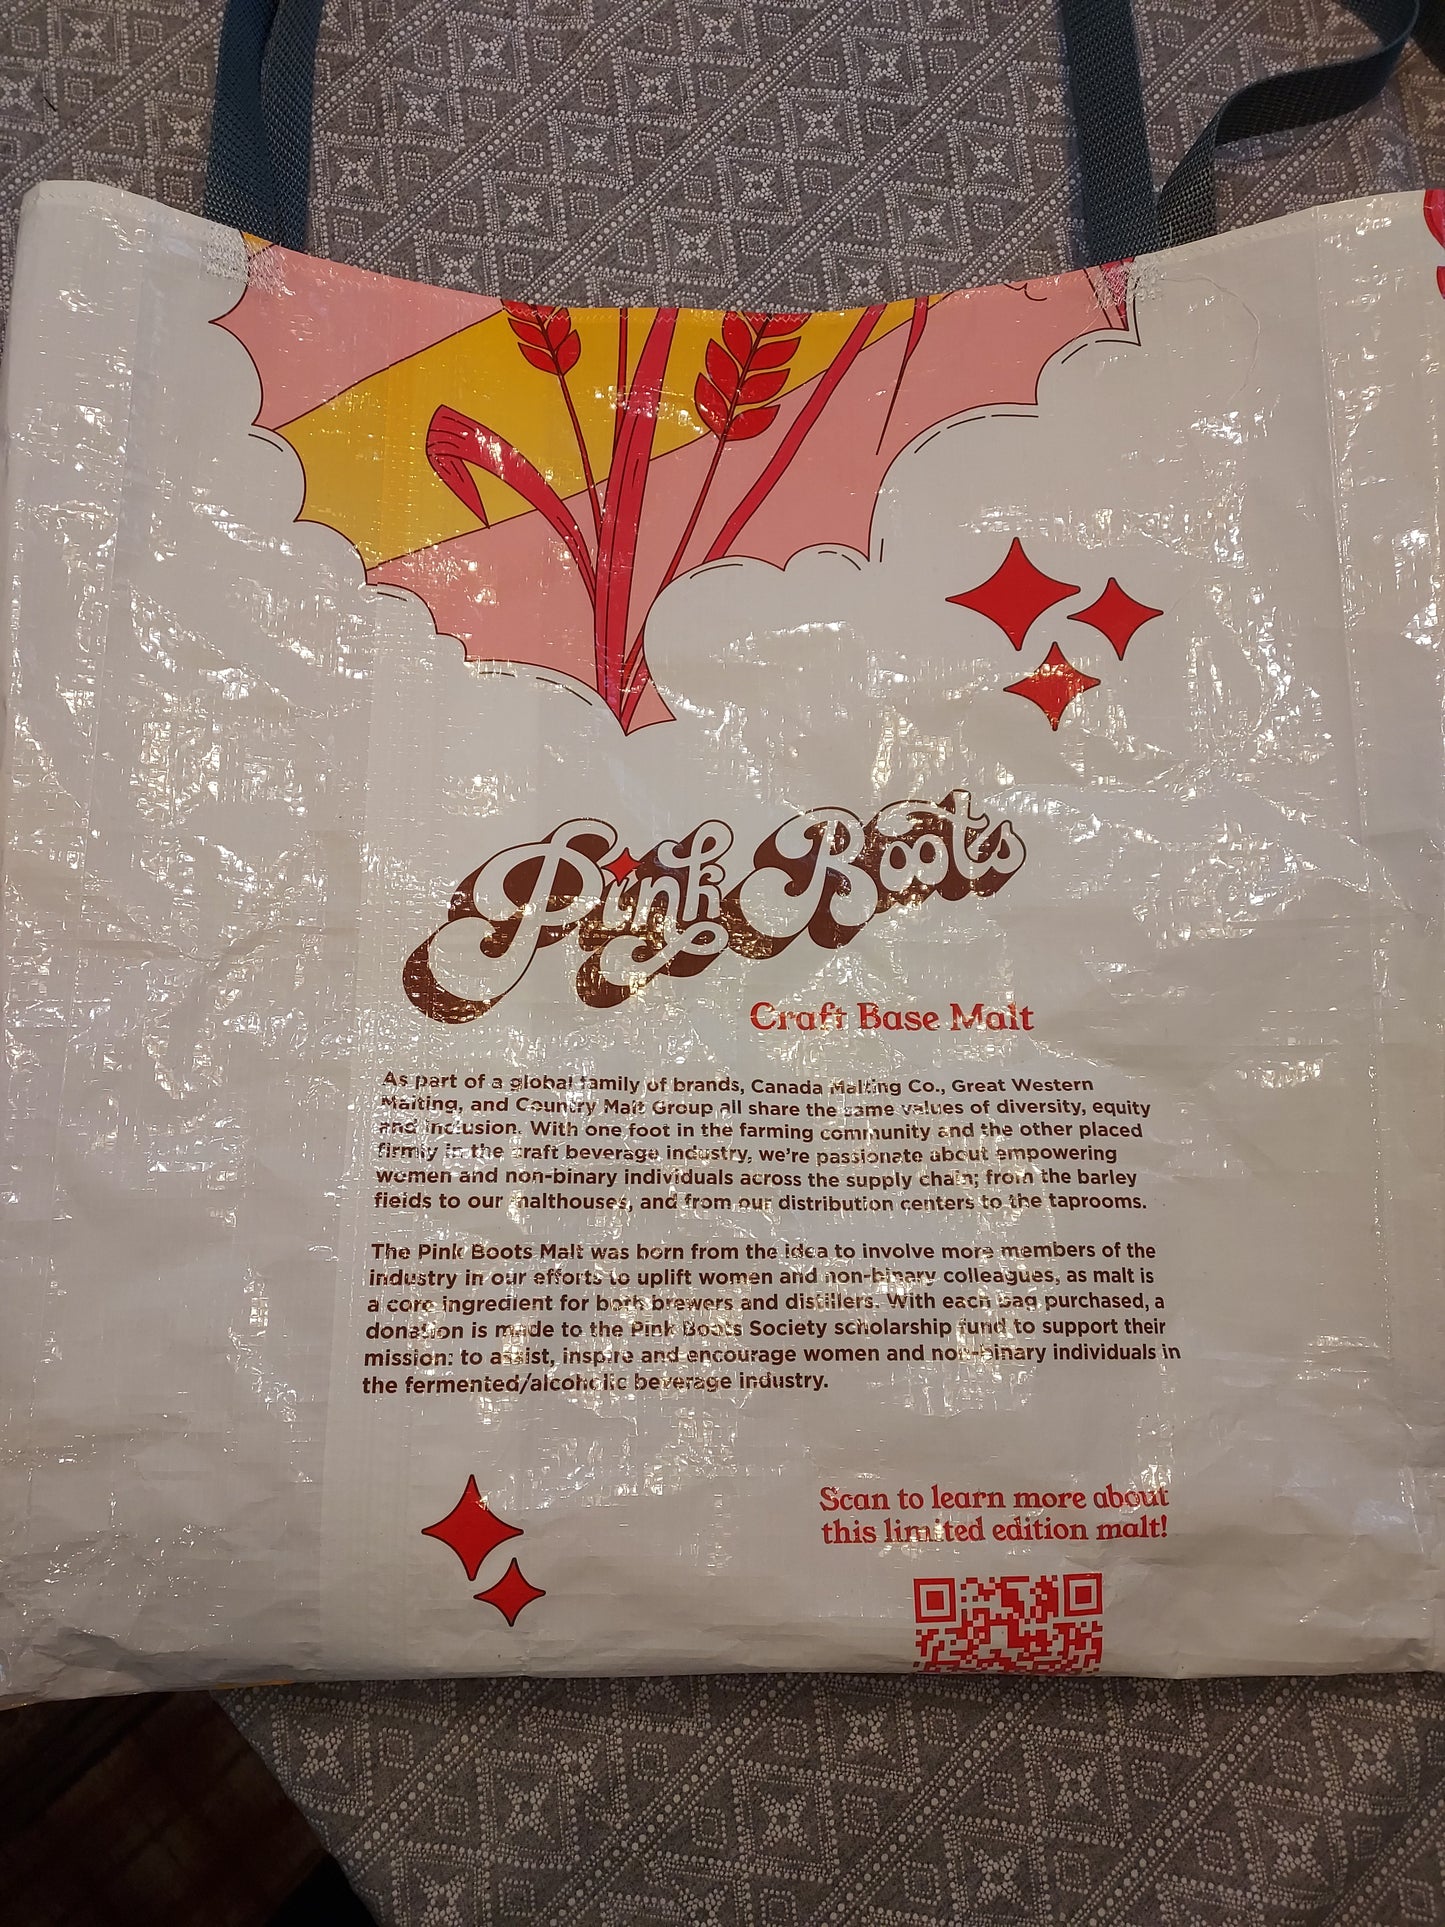 Pink Boots
Craft Base Malt
As part of a global family of brands, Canada Malting Co., Great Western
Malting, and Country Malt Group all share the same values of diversity, equity
and inclusion. With one foot in the farming community and the other placed
firmly in the craft beverage industry, we're passionate about empowering
women and non-binary individuals across the supply chain; from the barley
fields to our malthouses, and from our distribution centers to the taprooms.
The Pink Boots Malt was born from the idea to involve more members of the
industry in our efforts to uplift women and non-binary colleagues, as malt is
a core ingredient for both brewers and distillers. With each bag purchased, a
donation is made to the Pink Boots Society scholarship fund to support their
mission: to assist, inspire and encourage women and non-binary individuals in
the fermented/alcoholic beverage industry.
Scan to learn more about
this limited edition malt!